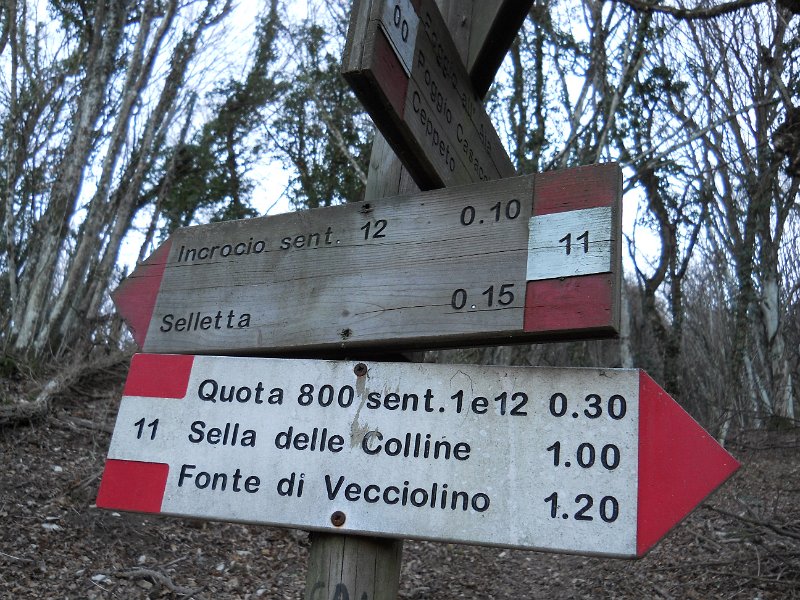 00
Poggio
Ceppeto
Incrocio sent. 12 0.10
11
Selletta 0.15
Quota 800 sent.1e12 0.30
11 Sella delle Colline 1.00
Fonte di Vecciolino 1.20